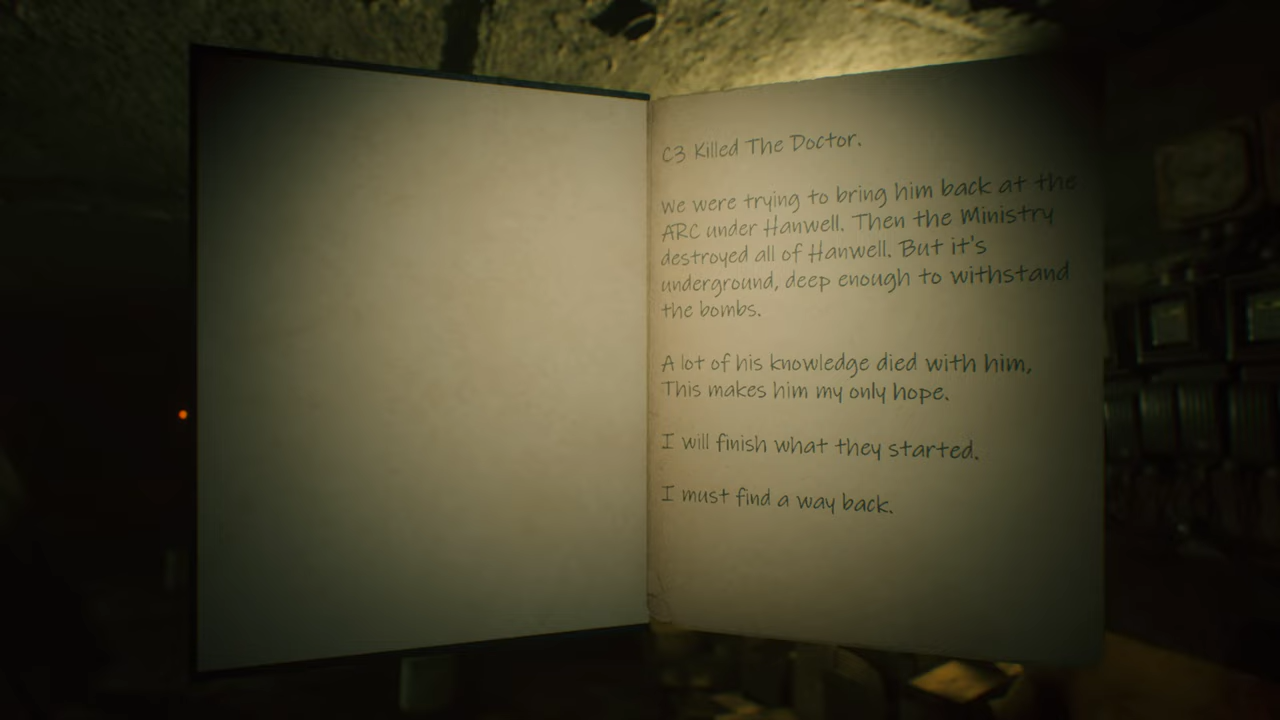 C3 Killed The Doctor.
we were trying to bring him back at the
ARC under Hanwell. Then the Ministry
destroyed all of Hanwell. But it's
underground, deep enough to withstand
the bombs.
A lot of his knowledge died with him,
This makes him my only hope.
I will finish what they started.
I must find a way back.